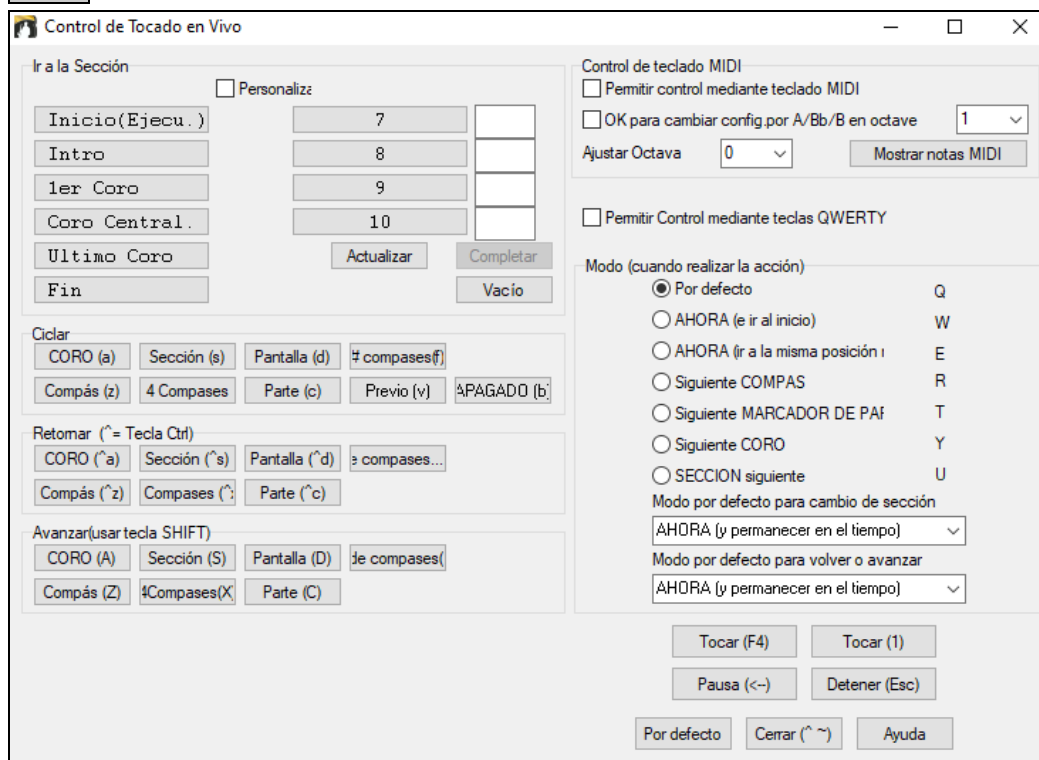 Control de Tocado en Vivo
Ir a la Sección
Personaliza
Inicio(Ejecu.) 7
Intro 8
1er Coro 9
Coro Central. 10
Ultimo Coro Actualizar Completar
Fin Vacío
Ciclar
CORO (a) Sección (s) Pantalla (d) # compases(f)
Compás (z) 4 Compases Parte (c) Previo (v) APAGADO (b)
Retornar (^= Tecla Ctrl)
CORO (^a) Sección (^s) Pantalla (^d) e compases...
Compás (^z) Compases (^: Parte (^c)
Avanzar(usar tecla SHIFT)
CORO (A) Sección (S) Pantalla (D) de compases(
Compás (Z) 4Compases(X) Parte (C)
Control de teclado MIDI
Permitir control mediante teclado MIDI
OK para cambiar config.por A/Bb/B en octave 1
Ajustar Octava 0 Mostrar notas MIDI
Permitir Control mediante teclas QWERTY
Modo (cuando realizar la acción)
Por defecto Q
AHORA (e ir al inicio) W
AHORA (ir a la misma posición r E
Siguiente COMPAS R
Siguiente MARCADOR DE PAR T
Siguiente CORO Y
SECCION siguiente U
Modo por defecto para cambio de sección
AHORA (y permanecer en el tiempo)
Modo por defecto para volver o avanzar
AHORA (y permanecer en el tiempo)
Tocar (F4) Tocar (1)
Pausa (<--) Detener (Esc)
Por defecto Cerrar (^ ~) Ayuda